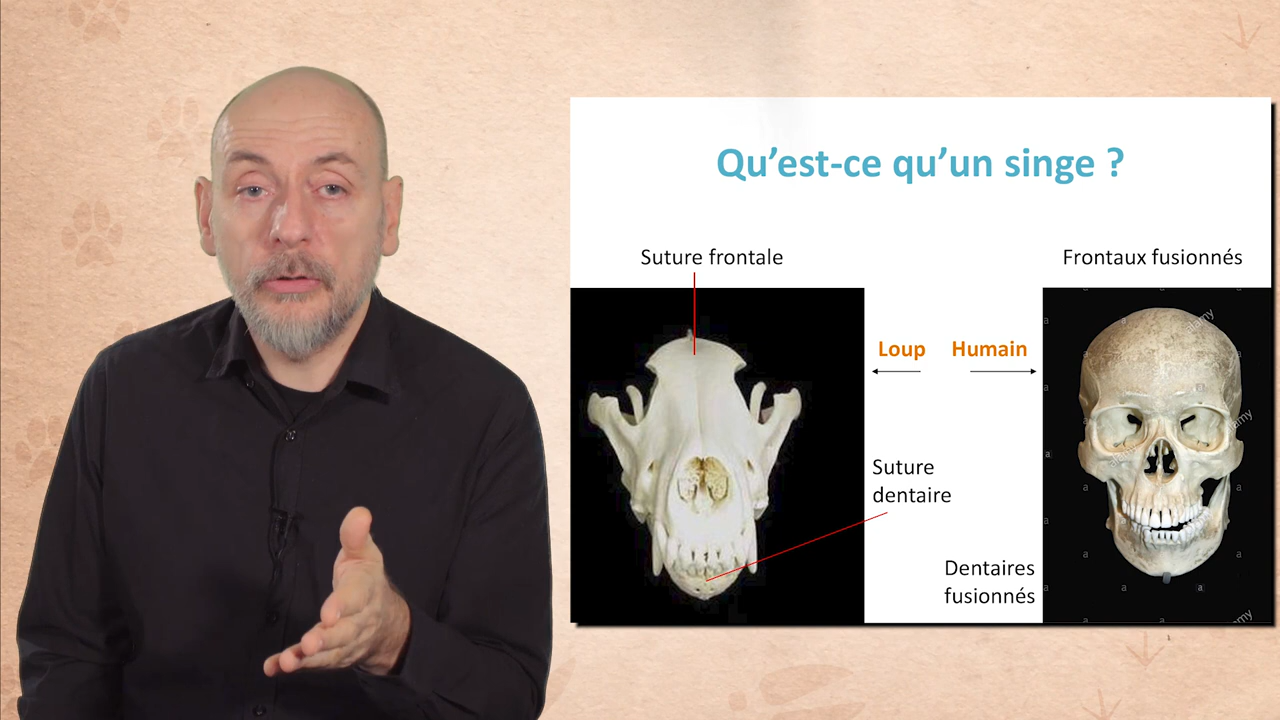 Qu’est-ce qu’un singe ?
Suture frontale
Frontaux fusionnés
Loup
Humain
Suture
dentaire
Dentaires
fusionnés